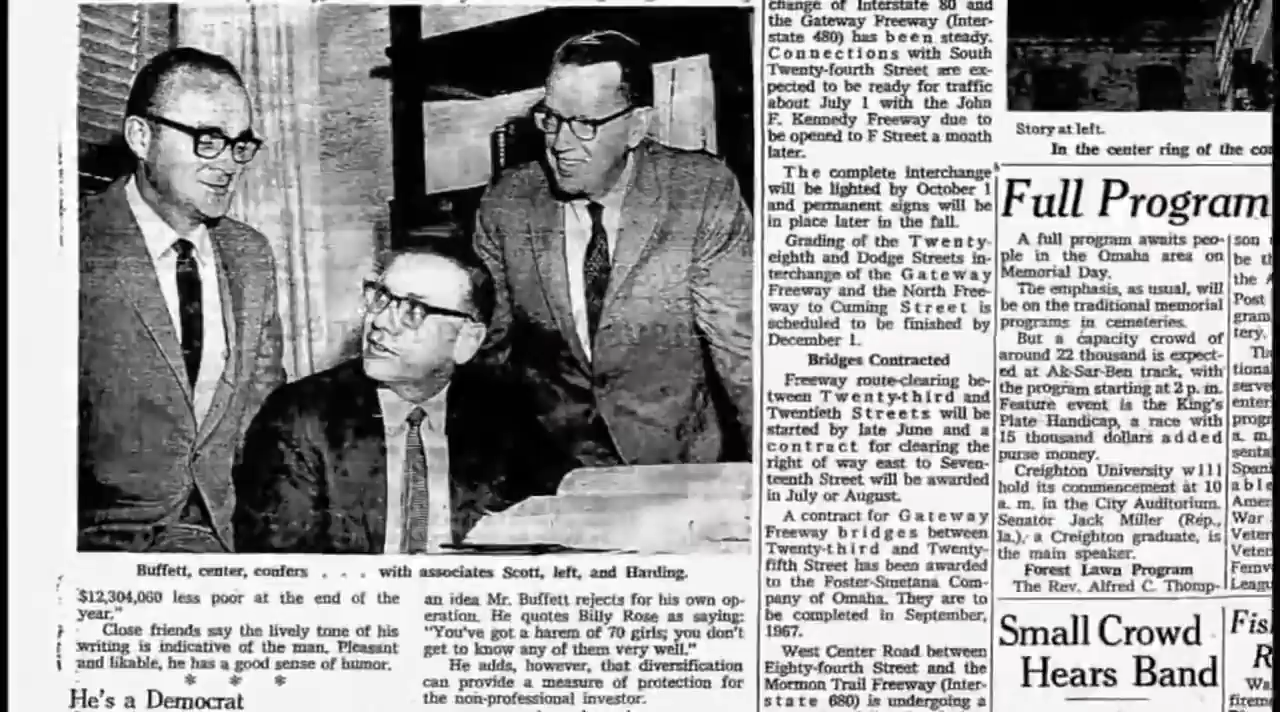 Buffett, center, confers . . . with associates Scott, left, and Harding.
$12,304,060 less poor at the end of the
year."
Close friends say the lively tone of his
writing is indicative of the man. Pleasant
and likable, he has a good sense of humor.
* * *
He's a Democrat
an idea Mr. Buffett rejects for his own op-
eration. He quotes Billy Rose as saying:
"You've got a harem of 70 girls; you don't
get to know any of them very well."
He adds, however, that diversification
can provide a measure of protection for
the non-professional investor.
change of Interstate 80 and
the Gateway Freeway (Inter-
state 480) has been steady.
Connections with South
Twenty-fourth Street are ex-
pected to be ready for traffic
about July 1 with the John
F. Kennedy Freeway due to
be opened to F Street a month
later.
The complete interchange
will be lighted by October 1
and permanent signs will be
in place later in the fall.
Grading of the Twenty-
eighth and Dodge Streets in-
terchange of the Gateway
Freeway and the North Free-
way to Cuming Street is
scheduled to be finished by
December 1.
Bridges Contracted
Freeway route-clearing be-
tween Twenty-third and
Twentieth Streets will be
started by late June and a
contract for clearing the
right of way east to Seven-
teenth Street will be awarded
in July or August.
A contract for Gateway
Freeway bridges between
Twenty-third and Twenty-
fifth Street has been awarded
to the Foster-Smetana Com-
pany of Omaha. They are to
be completed in September,
1967.
West Center Road between
Eighty-fourth Street and the
Mormon Trail Freeway (Inter-
state 680) is undergoing a
Story at left.
In the center ring of the
Full Program
A full program awaits peo-
ple in the Omaha area on
Memorial Day.
The emphasis, as usual, will
be on the traditional memorial
programs in cemeteries.
But a capacity crowd of
around 22 thousand is expect-
ed at Ak-Sar-Ben track, with
the program starting at 2 p. m.
Feature event is the King's
Plate Handicap, a race with
15 thousand dollars added
purse money.
Creighton University will
hold its commencement at 10
a. m. in the City Auditorium.
Senator Jack Miller (Rep.,
Ia.), a Creighton graduate, is
the main speaker.
Forest Lawn Program
The Rev. Alfred C. Thomp-
son
be
the
Post
gram
tery.
tional
serve
enter
progr
a. m.
Amer
War
Veter
Veter
Leagu
Small Crowd
Hears Band